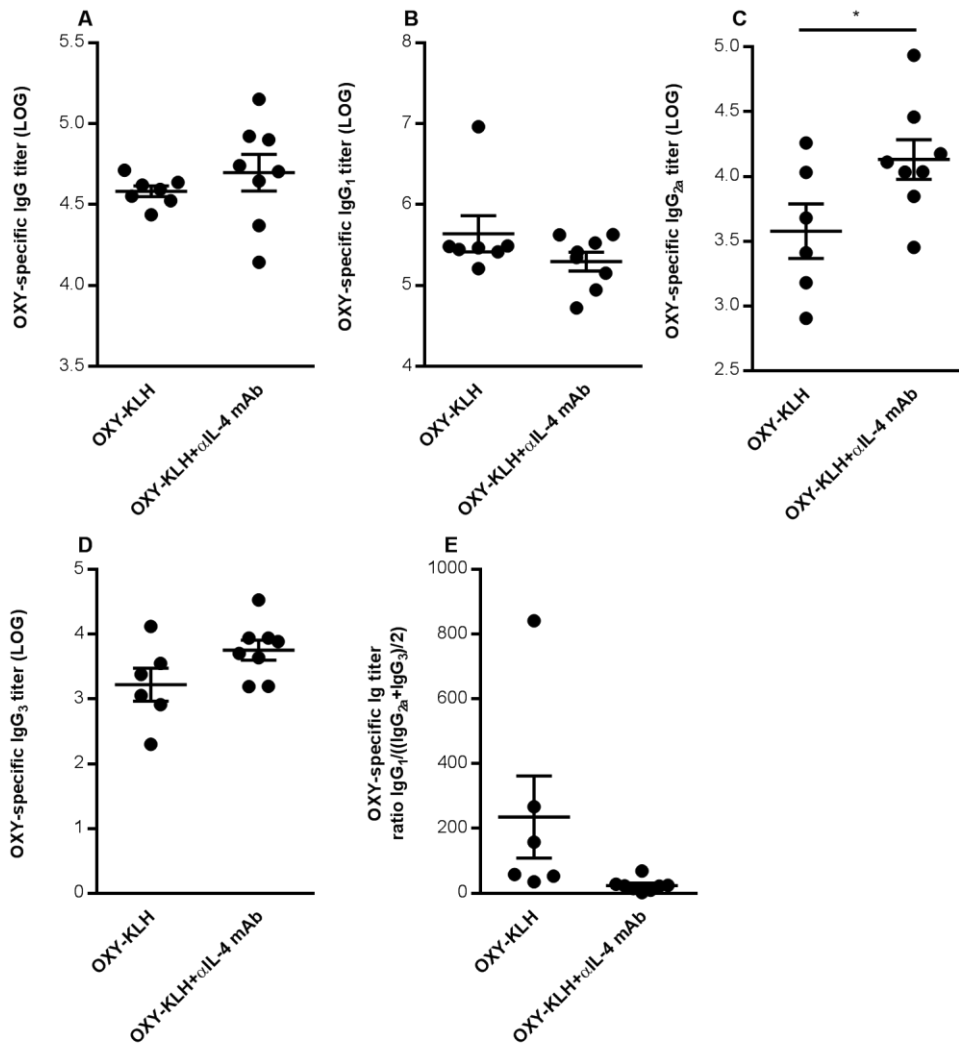 A
OXY-specific IgG titer (LOG)
5.5
5.0
4.5
4.0
3.5
OXY-KLH
OXY-KLH+αIL-4 mAb
B
OXY-specific IgG1 titer (LOG)
8
7
6
5
4
OXY-KLH
OXY-KLH+αIL-4 mAb
C
*
OXY-specific IgG2a titer (LOG)
5.0
4.5
4.0
3.5
3.0
2.5
OXY-KLH
OXY-KLH+αIL-4 mAb
D
OXY-specific IgG3 titer (LOG)
5
4
3
2
1
0
OXY-KLH
OXY-KLH+αIL-4 mAb
E
OXY-specific Ig titer
ratio IgG1/((IgG2a+IgG3)/2)
1000
800
600
400
200
0
OXY-KLH
OXY-KLH+αIL-4 mAb